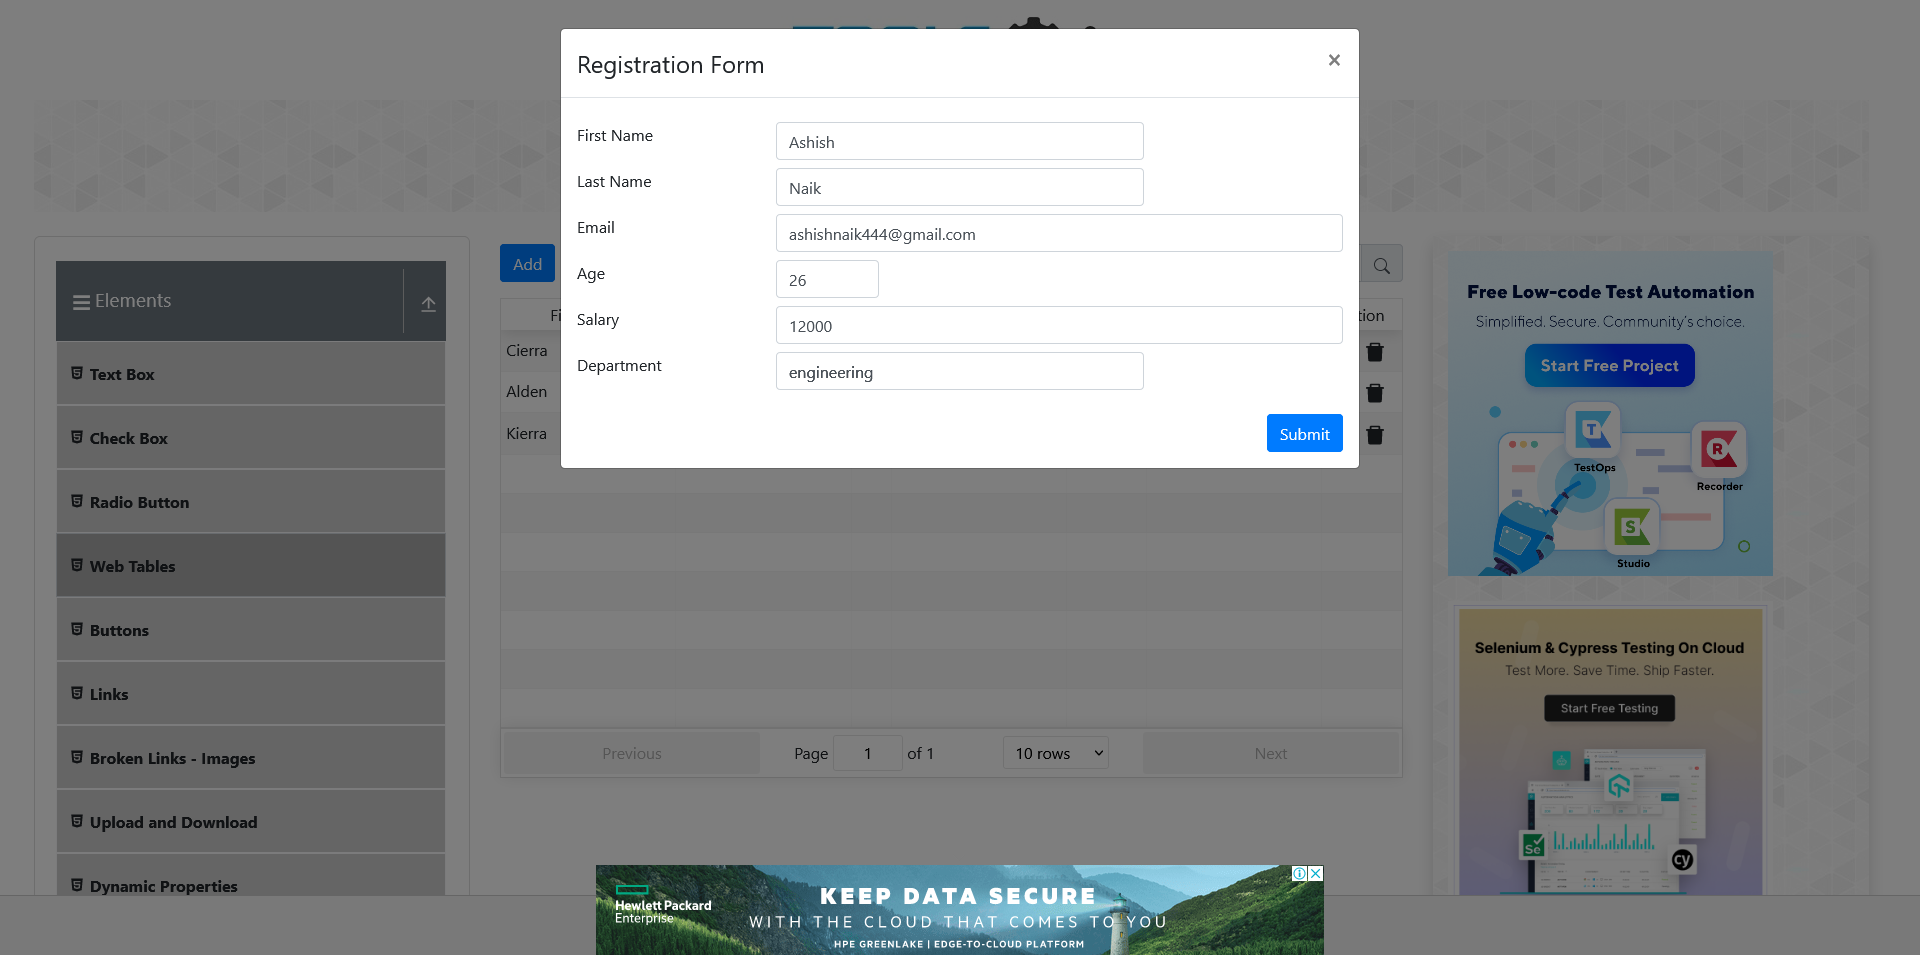 Registration Form
×
First Name
Ashish
Last Name
Naik
Email
ashishnaik444@gmail.com
Age
26
Salary
12000
Department
engineering
Submit
Elements
Text Box
Check Box
Radio Button
Web Tables
Buttons
Links
Broken Links - Images
Upload and Download
Dynamic Properties
Add
Cierra
Alden
Kierra
Previous
Page 1 of 1
10 rows
Next
Free Low-code Test Automation
Simplified. Secure. Community's choice.
Start Free Project
T
TestOps
R
Recorder
S
Studio
Selenium & Cypress Testing On Cloud
Test More. Save Time. Ship Faster.
Start Free Testing
Se
cy
Hewlett Packard
Enterprise
KEEP DATA SECURE
WITH THE CLOUD THAT COMES TO YOU
HPE GREENLAKE | EDGE-TO-CLOUD PLATFORM